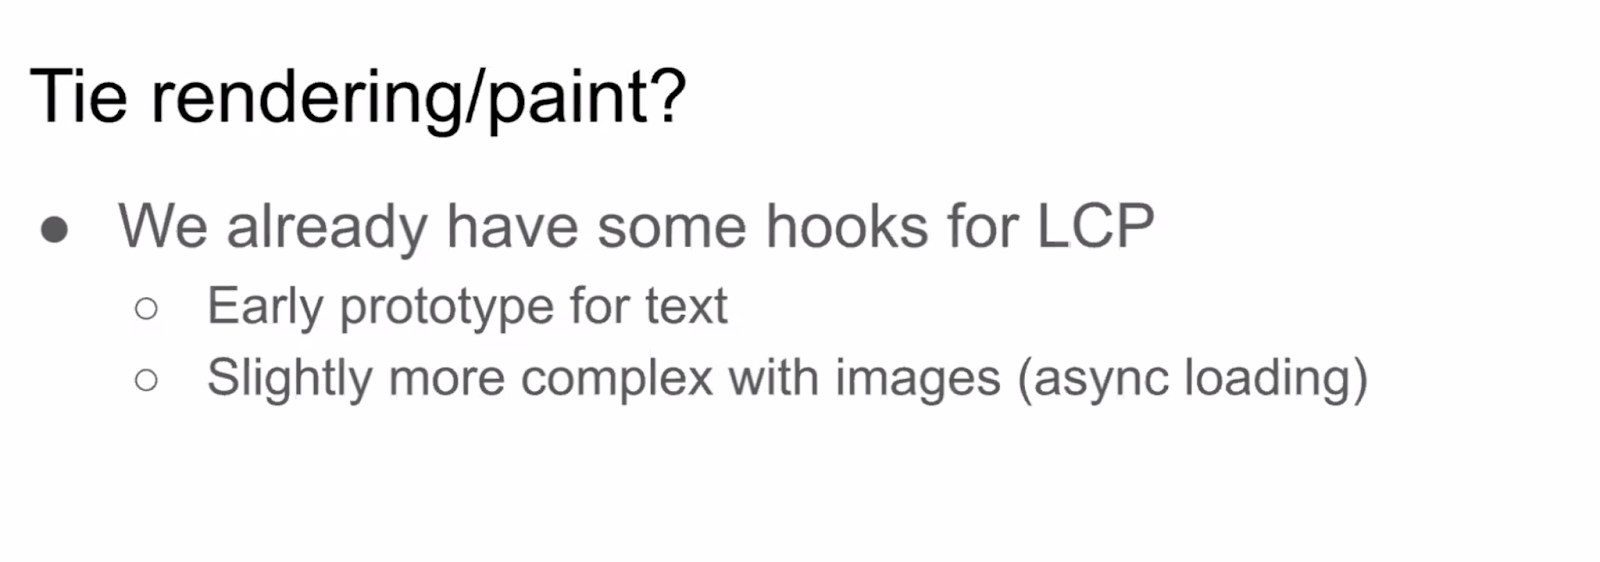 Tie rendering/paint?
● We already have some hooks for LCP
○ Early prototype for text
○ Slightly more complex with images (async loading)